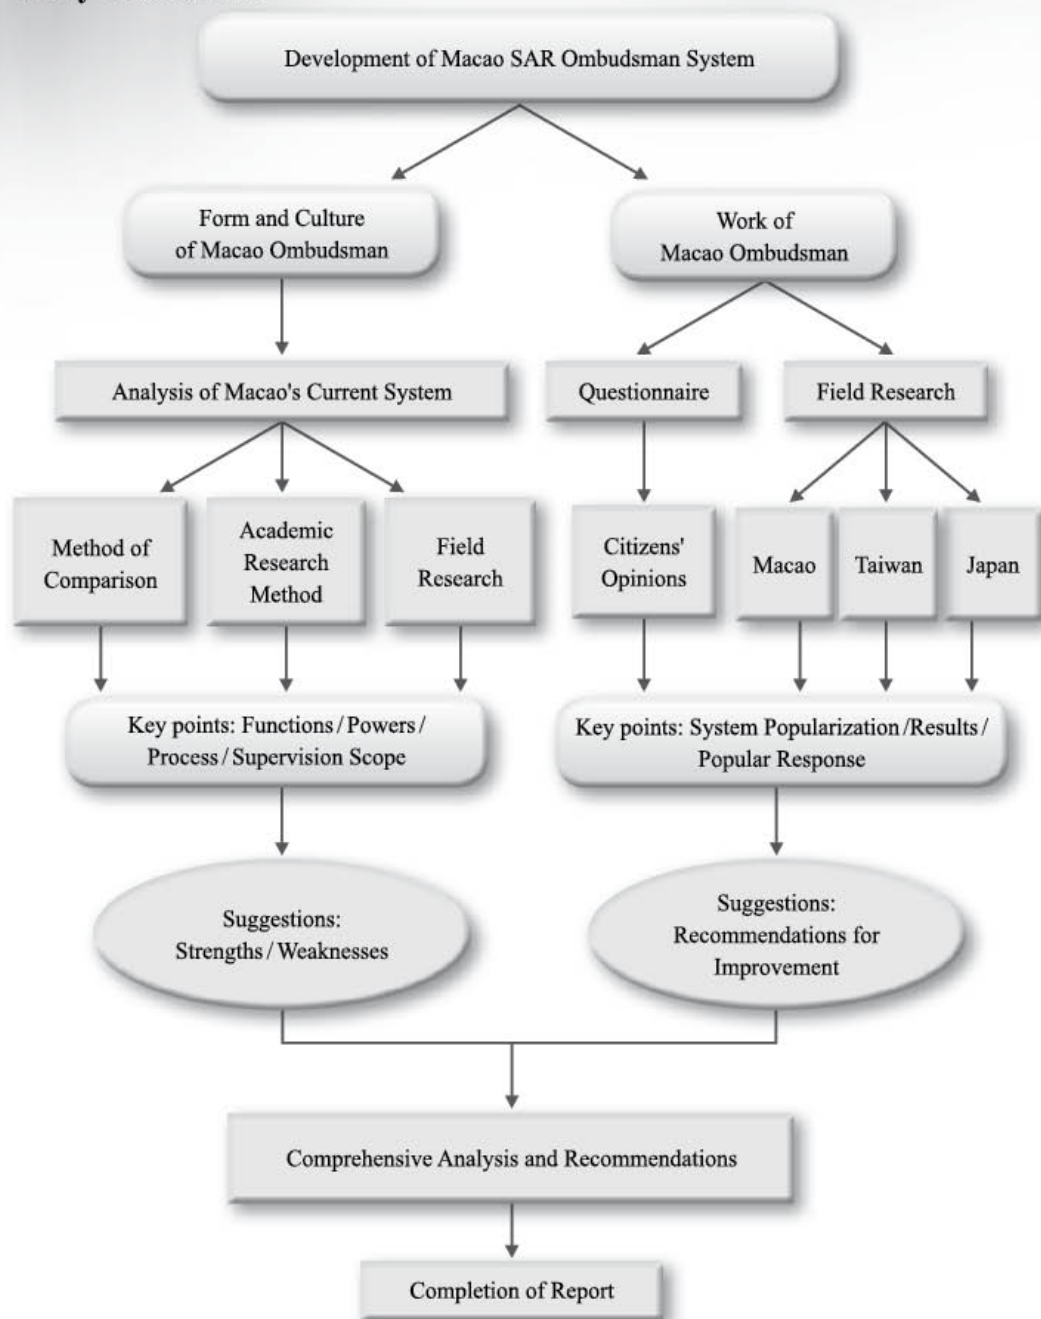 Development of Macao SAR Ombudsman System
Form and Culture
of Macao Ombudsman
Work of
Macao Ombudsman
Analysis of Macao's Current System
Questionnaire
Field Research
Method of
Comparison
Academic
Research
Method
Field
Research
Citizens'
Opinions
Macao
Taiwan
Japan
Key points: Functions / Powers /
Process / Supervision Scope
Key points: System Popularization /Results /
Popular Response
Suggestions:
Strengths / Weaknesses
Suggestions:
Recommendations for
Improvement
Comprehensive Analysis and Recommendations
Completion of Report